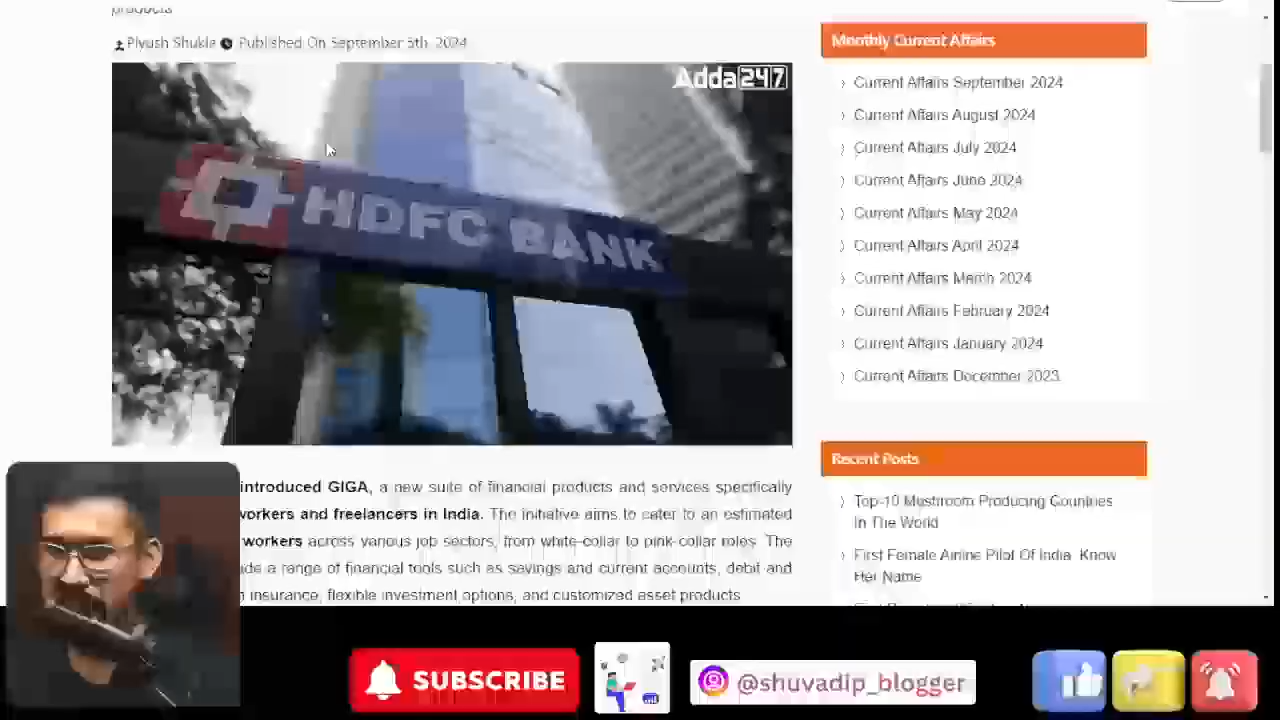 products
Piyush Shukla Published On September 5th, 2024
Adda247
HDFC BANK
introduced GIGA, a new suite of financial products and services specifically
workers and freelancers in India. The initiative aims to cater to an estimated
workers across various job sectors, from white-collar to pink-collar roles. The
a range of financial tools such as savings and current accounts, debit and
insurance, flexible investment options, and customized asset products
Monthly Current Affairs
Current Affairs September 2024
Current Affairs August 2024
Current Affairs July 2024
Current Affairs June 2024
Current Affairs May 2024
Current Affairs April 2024
Current Affairs March 2024
Current Affairs February 2024
Current Affairs January 2024
Current Affairs December 2023
Recent Posts
Top-10 Mushroom Producing Countries
In The World
First Female Airline Pilot Of India, Know
Her Name
SUBSCRIBE
@shuvadip_blogger